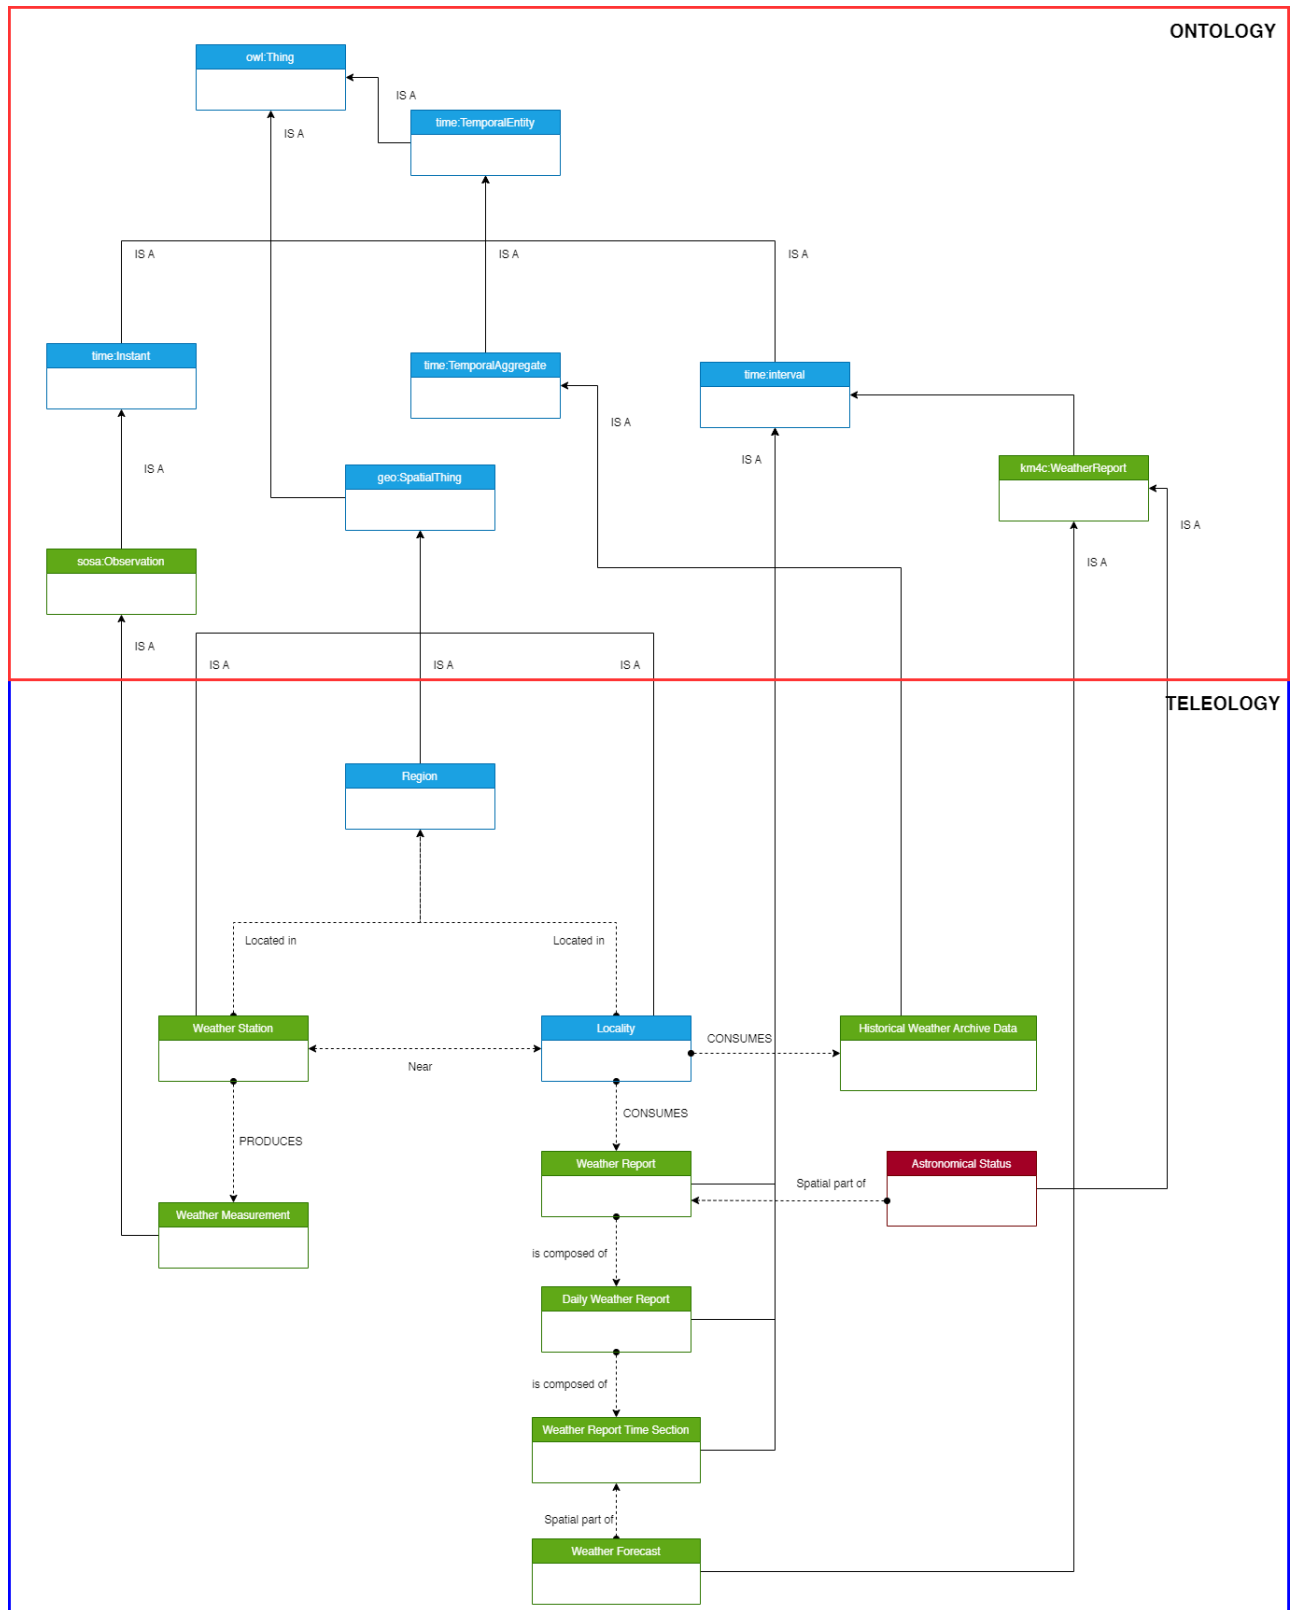 ONTOLOGY
owl:Thing
IS A
time:TemporalEntity
IS A
IS A
IS A
IS A
time:Instant
time:TemporalAggregate
time:interval
IS A
IS A
IS A
geo:SpatialThing
km4c:WeatherReport
IS A
sosa:Observation
IS A
IS A
IS A
IS A
IS A
TELEOLOGY
Region
Located in
Located in
Weather Station
Locality
Historical Weather Archive Data
CONSUMES
Near
CONSUMES
PRODUCES
Weather Report
Astronomical Status
Spatial part of
Weather Measurement
is composed of
Daily Weather Report
is composed of
Weather Report Time Section
Spatial part of
Weather Forecast